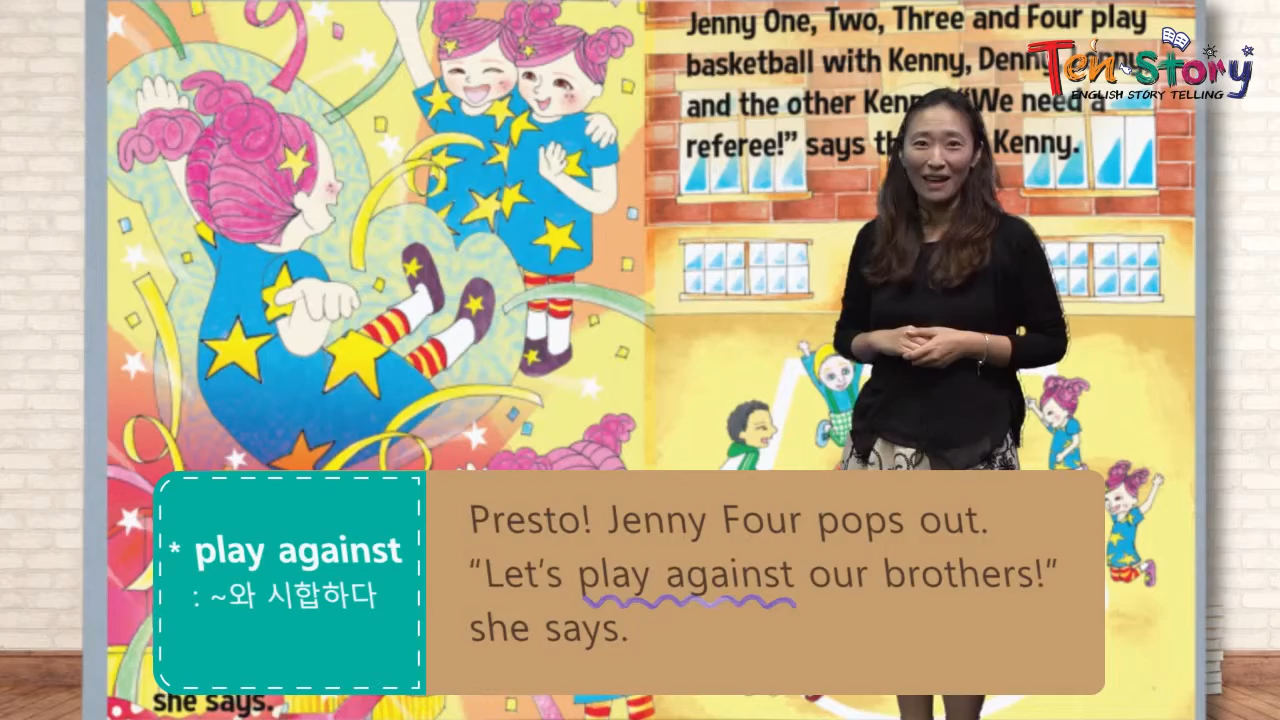 Jenny One, Two, Three and Four play
basketball with Kenny, Denny
and the other "We need a
referee!" says Kenny.
Ten-Story
ENGLISH STORY TELLING
* play against
: ~와 시합하다
Presto! Jenny Four pops out.
“Let’s play against our brothers!”
she says.
she says.